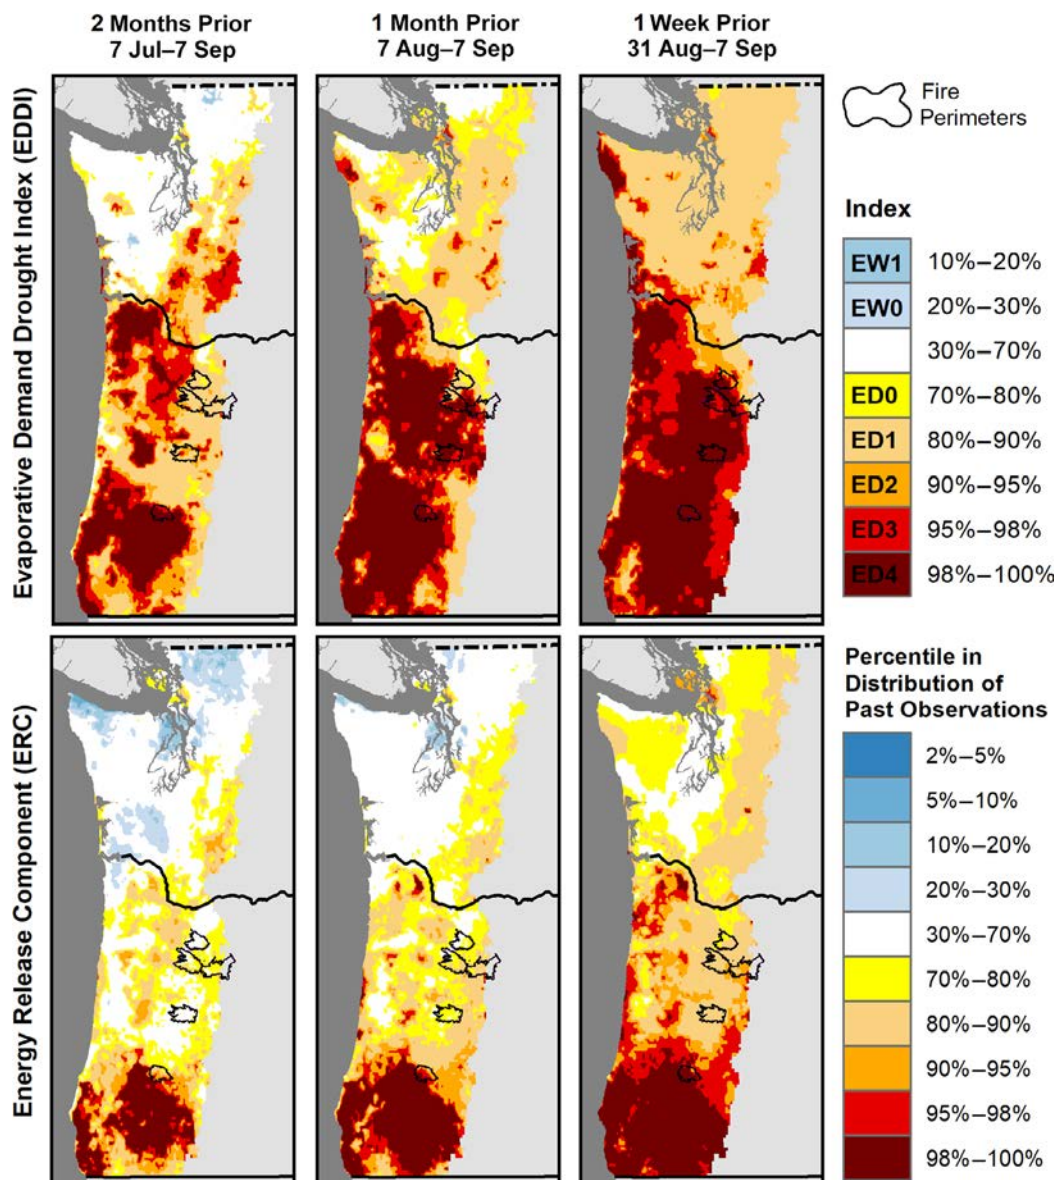 2 Months Prior
7 Jul–7 Sep
1 Month Prior
7 Aug–7 Sep
1 Week Prior
31 Aug–7 Sep
Evaporative Demand Drought Index (EDDI)
Fire
Perimeters
Index
EW1 10%–20%
EW0 20%–30%
30%–70%
ED0 70%–80%
ED1 80%–90%
ED2 90%–95%
ED3 95%–98%
ED4 98%–100%
Energy Release Component (ERC)
Percentile in
Distribution of
Past Observations
2%–5%
5%–10%
10%–20%
20%–30%
30%–70%
70%–80%
80%–90%
90%–95%
95%–98%
98%–100%